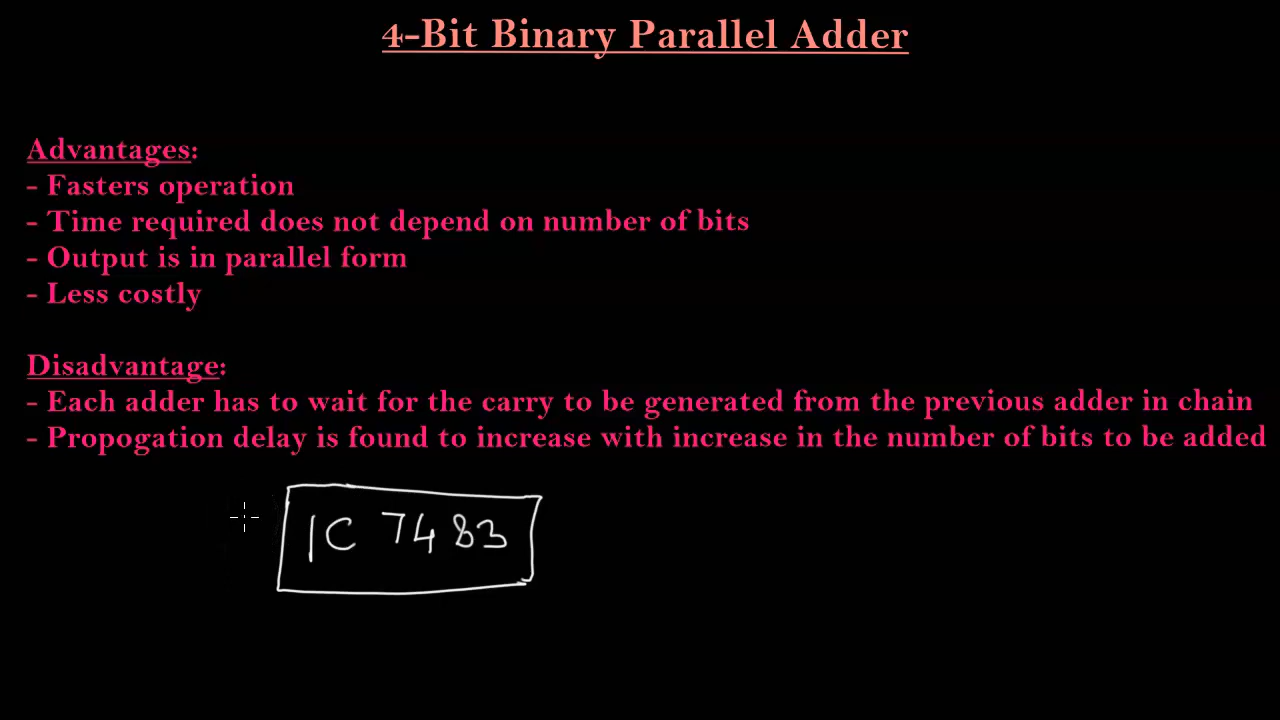 4-Bit Binary Parallel Adder
Advantages:
- Fasters operation
- Time required does not depend on number of bits
- Output is in parallel form
- Less costly
Disadvantage:
- Each adder has to wait for the carry to be generated from the previous adder in chain
- Propogation delay is found to increase with increase in the number of bits to be added
IC 7483